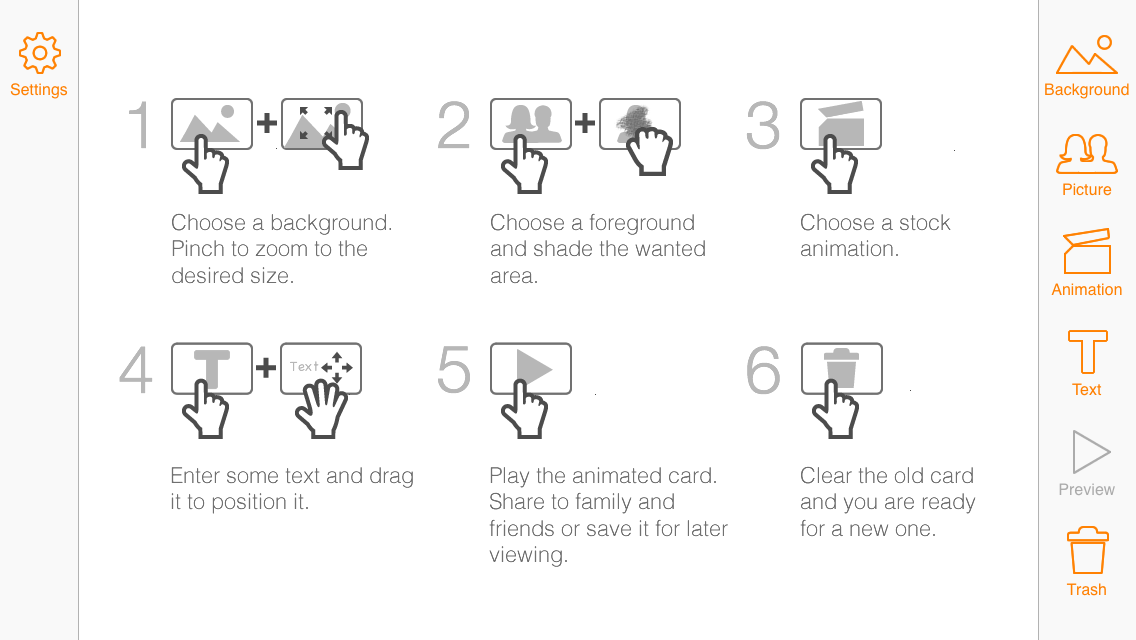 Settings
1
Choose a background.
Pinch to zoom to the
desired size.
2
Choose a foreground
and shade the wanted
area.
3
Choose a stock
animation.
4
Text
Enter some text and drag
it to position it.
5
Play the animated card.
Share to family and
friends or save it for later
viewing.
6
Clear the old card
and you are ready
for a new one.
Background
Picture
Animation
Text
Preview
Trash